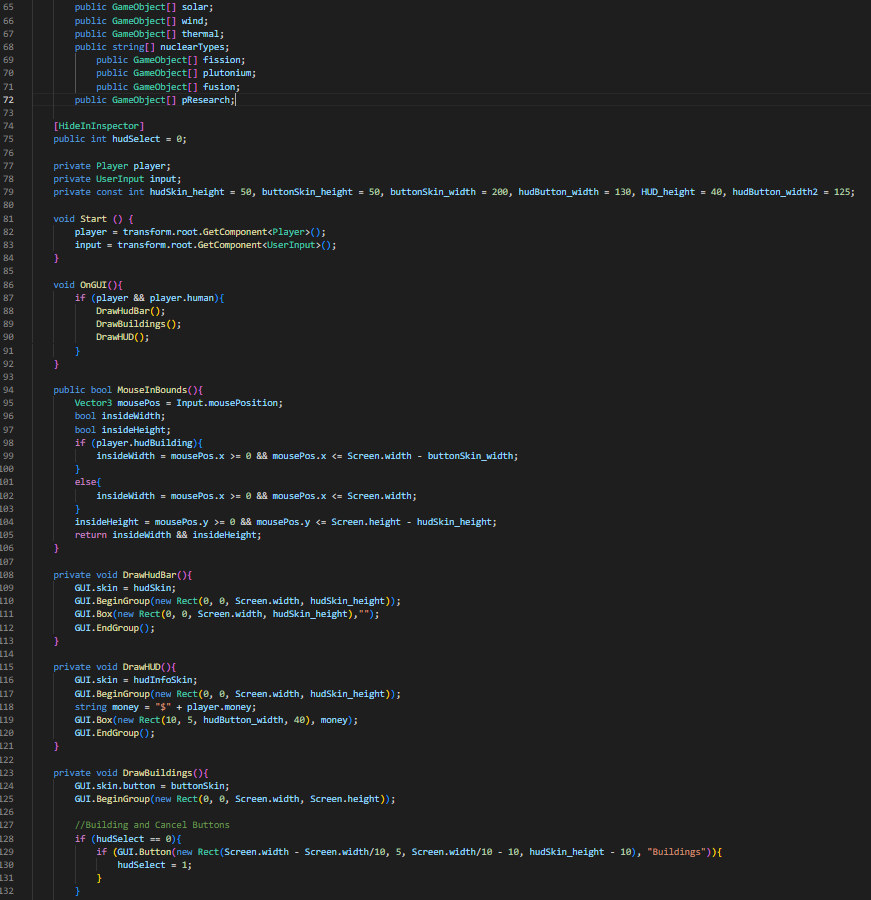 65 public GameObject[] solar;
66 public GameObject[] wind;
67 public GameObject[] thermal;
68 public string[] nuclearTypes;
69 public GameObject[] fission;
70 public GameObject[] plutonium;
71 public GameObject[] fusion;
72 public GameObject[] pResearch;
73
74 [HideInInspector]
75 public int hudSelect = 0;
76
77 private Player player;
78 private UserInput input;
79 private const int hudSkin_height = 50, buttonSkin_height = 50, buttonSkin_width = 200, hudButton_width = 130, HUD_height = 40, hudButton_width2 = 125;
80
81 void Start () {
82 player = transform.root.GetComponent<Player>();
83 input = transform.root.GetComponent<UserInput>();
84 }
85
86 void OnGUI(){
87 if (player && player.human){
88 DrawHudBar();
89 DrawBuildings();
90 DrawHUD();
91 }
92 }
93
94 public bool MouseInBounds(){
95 Vector3 mousePos = Input.mousePosition;
96 bool insideWidth;
97 bool insideHeight;
98 if (player.hudBuilding){
99 insideWidth = mousePos.x >= 0 && mousePos.x <= Screen.width - buttonSkin_width;
100 }
101 else{
102 insideWidth = mousePos.x >= 0 && mousePos.x <= Screen.width;
103 }
104 insideHeight = mousePos.y >= 0 && mousePos.y <= Screen.height - hudSkin_height;
105 return insideWidth && insideHeight;
106 }
107
108 private void DrawHudBar(){
109 GUI.skin = hudSkin;
110 GUI.BeginGroup(new Rect(0, 0, Screen.width, hudSkin_height));
111 GUI.Box(new Rect(0, 0, Screen.width, hudSkin_height),"");
112 GUI.EndGroup();
113 }
114
115 private void DrawHUD(){
116 GUI.skin = hudInfoSkin;
117 GUI.BeginGroup(new Rect(0, 0, Screen.width, hudSkin_height));
118 string money = "$" + player.money;
119 GUI.Box(new Rect(10, 5, hudButton_width, 40), money);
120 GUI.EndGroup();
121 }
122
123 private void DrawBuildings(){
124 GUI.skin.button = buttonSkin;
125 GUI.BeginGroup(new Rect(0, 0, Screen.width, Screen.height));
126
127 //Building and Cancel Buttons
128 if (hudSelect == 0){
129 if (GUI.Button(new Rect(Screen.width - Screen.width/10, 5, Screen.width/10 - 10, hudSkin_height - 10), "Buildings")){
130 hudSelect = 1;
131 }
132 }